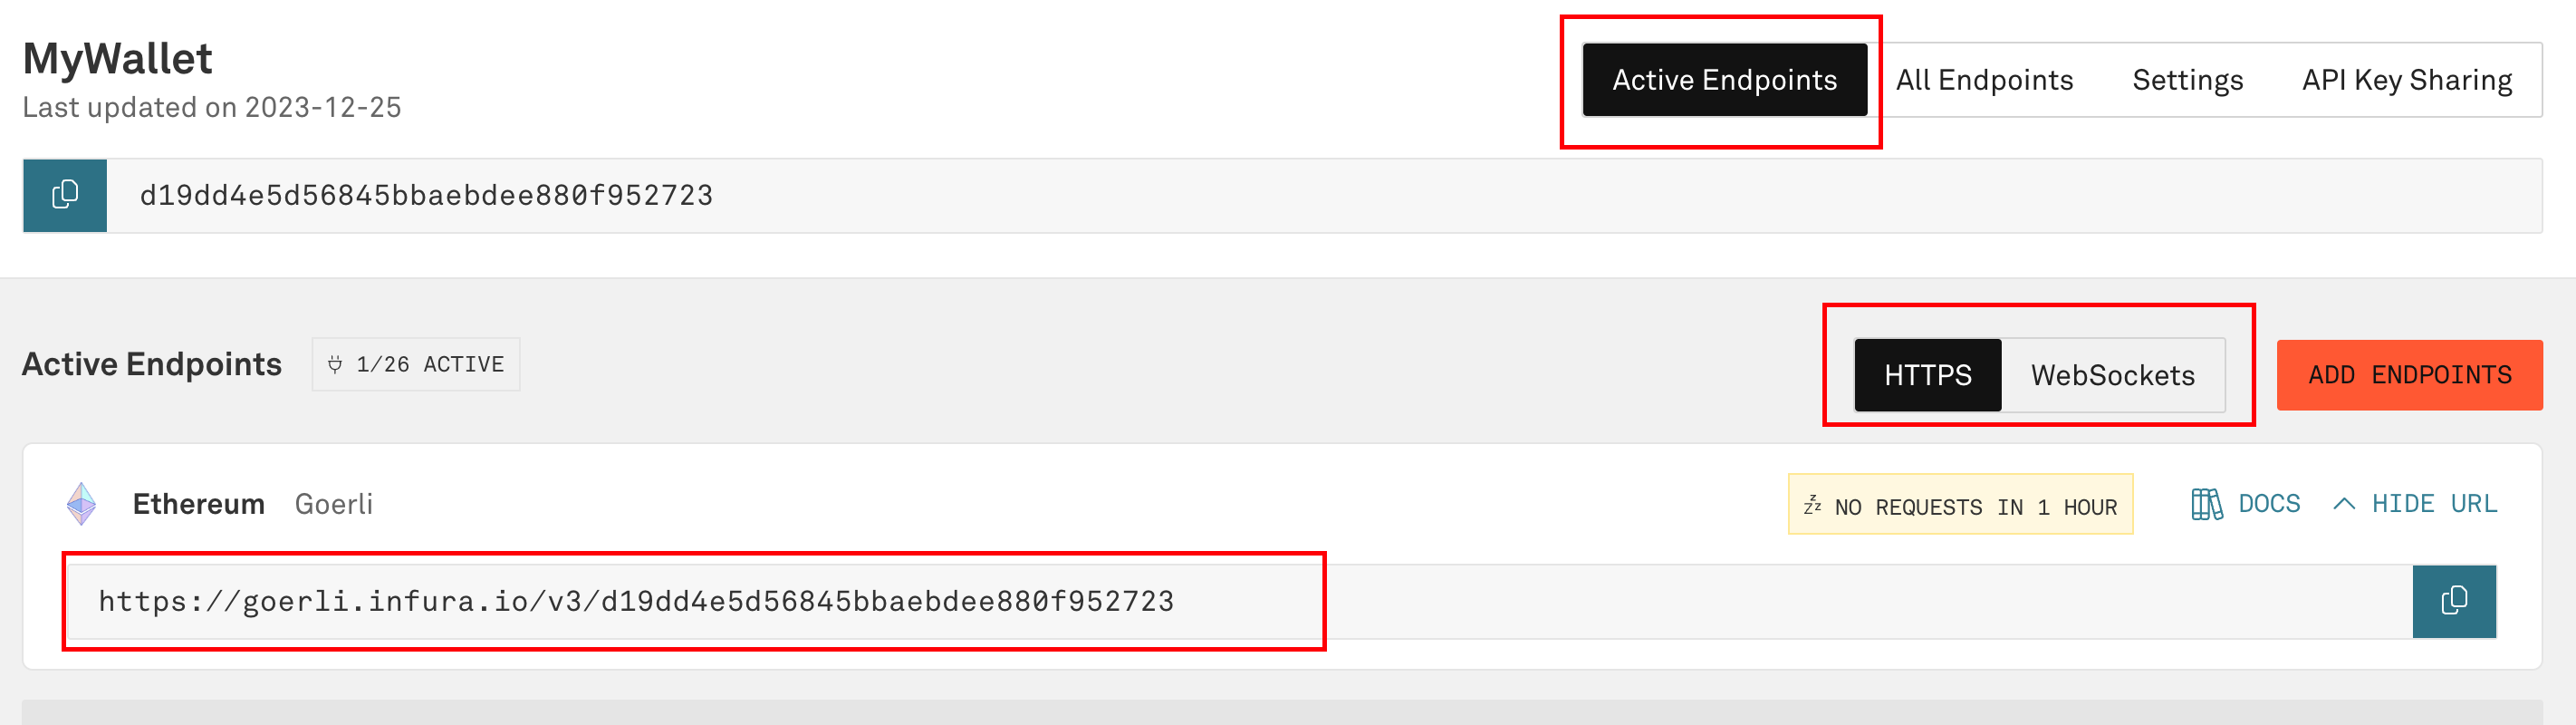 MyWallet
Last updated on 2023-12-25
Active Endpoints All Endpoints Settings API Key Sharing
d19dd4e5d56845bbaebdee880f952723
Active Endpoints 1/26 ACTIVE HTTPS WebSockets ADD ENDPOINTS
Ethereum Goerli NO REQUESTS IN 1 HOUR DOCS HIDE URL
https://goerli.infura.io/v3/d19dd4e5d56845bbaebdee880f952723